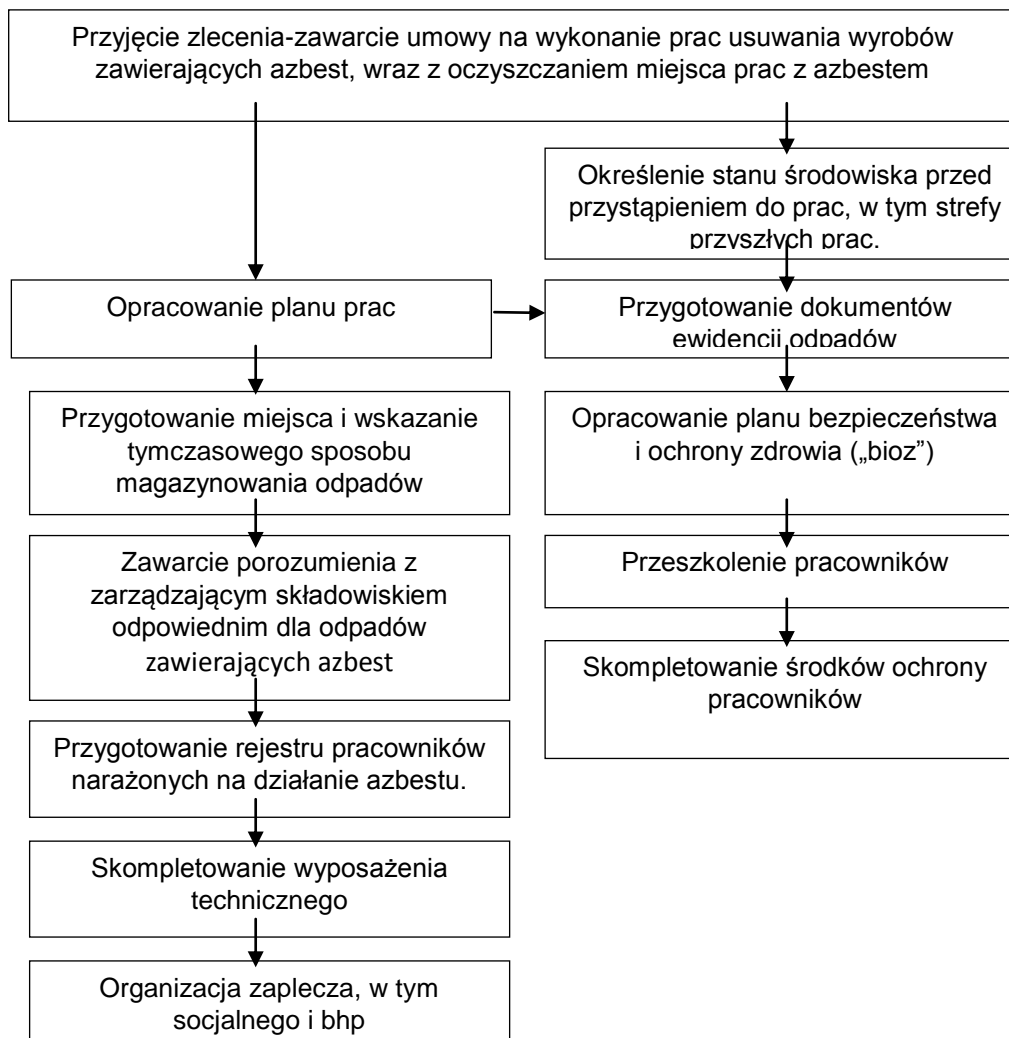 Przyjęcie zlecenia-zawarcie umowy na wykonanie prac usuwania wyrobów
zawierających azbest, wraz z oczyszczaniem miejsca prac z azbestem
Określenie stanu środowiska przed
przystąpieniem do prac, w tym strefy
przyszłych prac.
Opracowanie planu prac
Przygotowanie dokumentów
ewidencji odpadów
Przygotowanie miejsca i wskazanie
tymczasowego sposobu
magazynowania odpadów
Opracowanie planu bezpieczeństwa
i ochrony zdrowia („bioz”)
Zawarcie porozumienia z
zarządzającym składowiskiem
odpowiednim dla odpadów
zawierających azbest
Przeszkolenie pracowników
Skompletowanie środków ochrony
pracowników
Przygotowanie rejestru pracowników
narażonych na działanie azbestu.
Skompletowanie wyposażenia
technicznego
Organizacja zaplecza, w tym
socjalnego i bhp